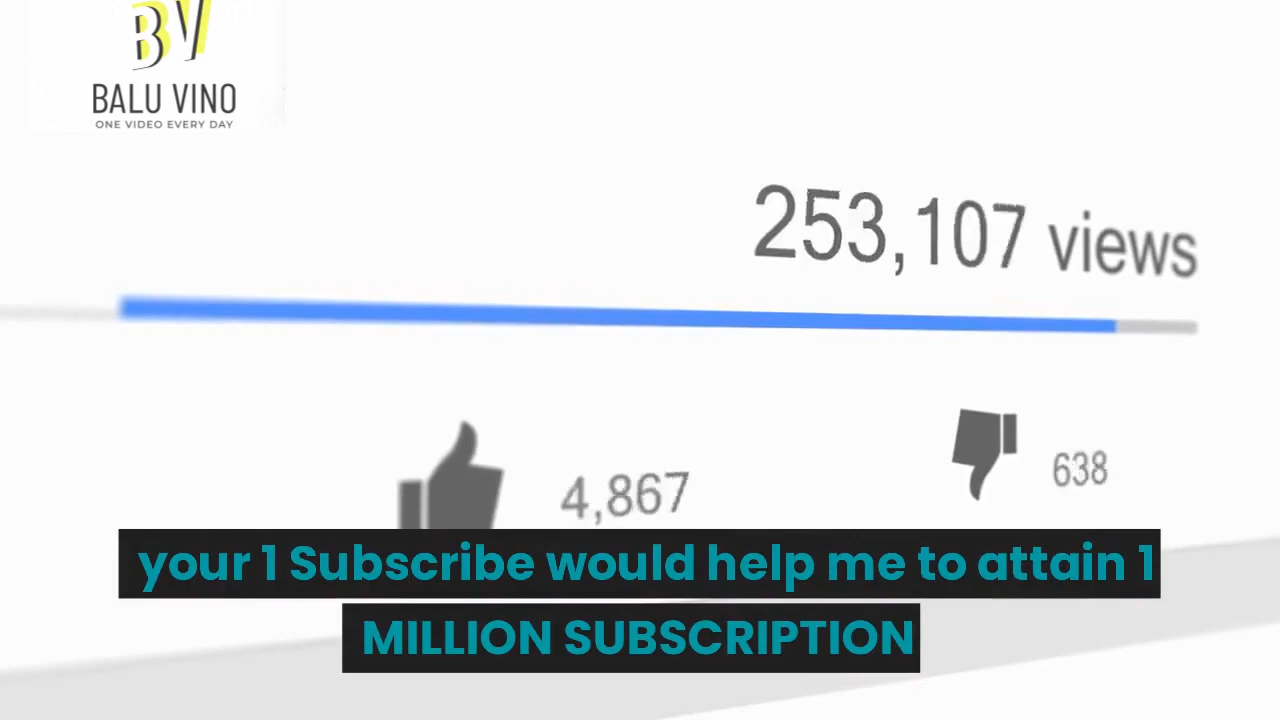 BV
BALU VINO
ONE VIDEO EVERY DAY
253,107 views
4,867
638
your 1 Subscribe would help me to attain 1
MILLION SUBSCRIPTION